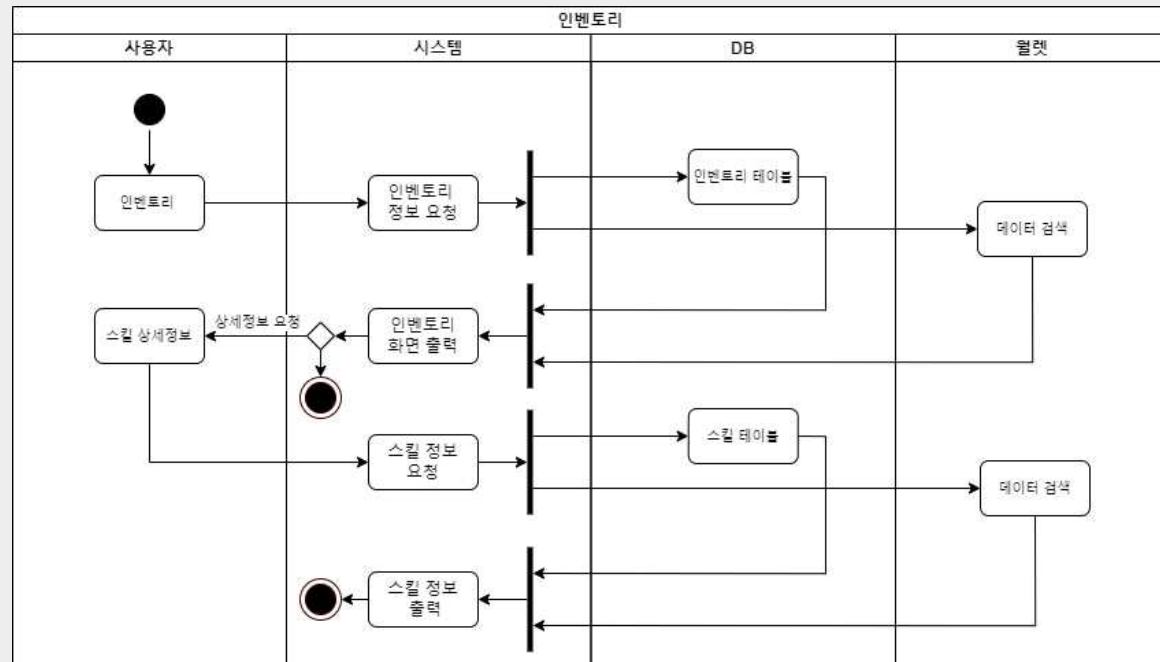 인벤토리
사용자
시스템
DB
월렛
인벤토리
인벤토리
정보 요청
인벤토리 테이블
데이터 검색
스킬 상세정보
상세정보 요청
인벤토리
화면 출력
스킬 정보
요청
스킬 테이블
데이터 검색
스킬 정보
출력